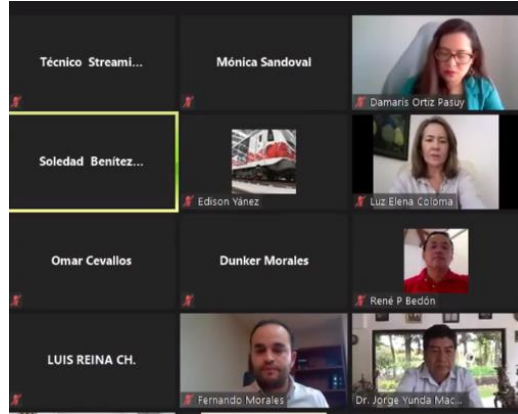 Técnico Streami...
Mónica Sandoval
Damaris Ortiz Pasuy
Soledad Benítez...
Edison Yánez
Luz Elena Coloma
Omar Cevallos
Dunker Morales
René P Bedón
LUIS REINA CH.
Fernando Morales
Dr. Jorge Yunda Mac...